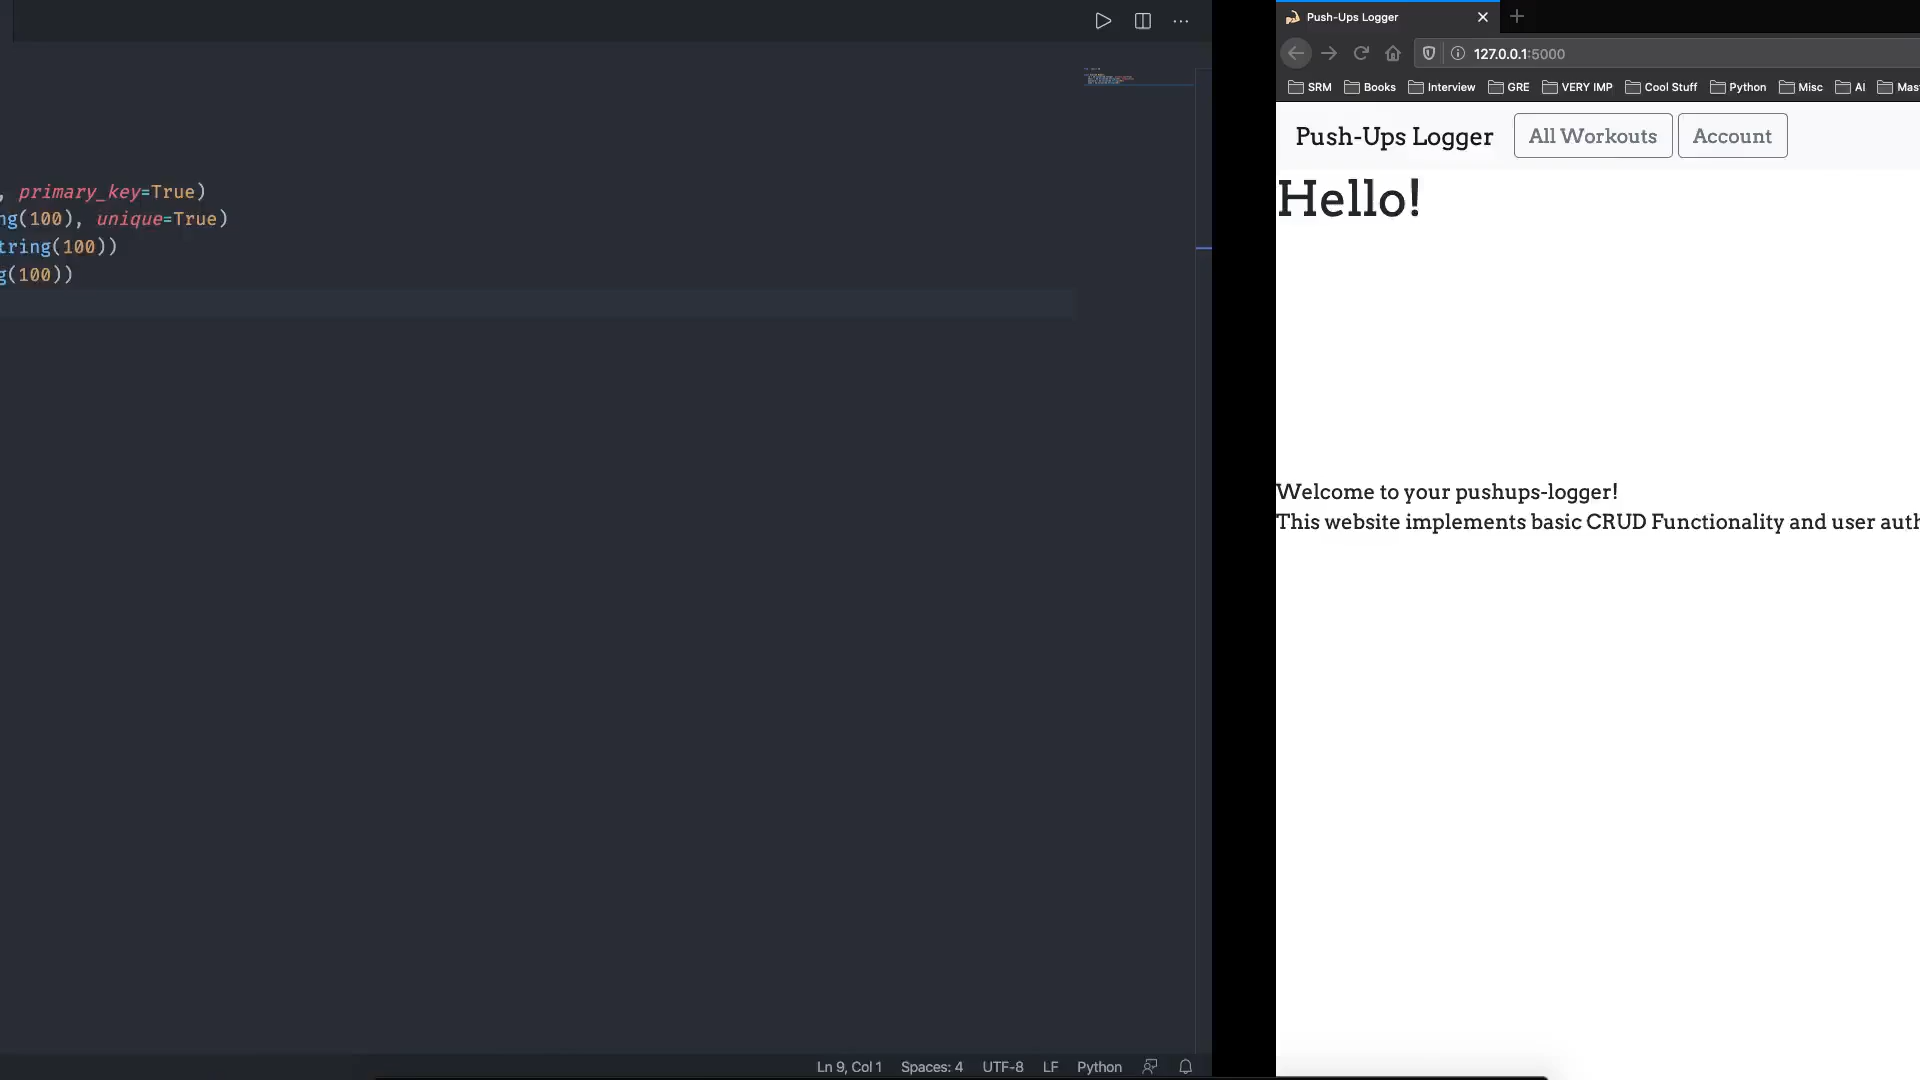 , primary_key=True)
ng(100), unique=True)
tring(100))
g(100))
Ln 9, Col 1 Spaces: 4 UTF-8 LF Python
Push-Ups Logger
127.0.0.1:5000
SRM Books Interview GRE VERY IMP Cool Stuff Python Misc AI Mas
Push-Ups Logger All Workouts Account
Hello!
Welcome to your pushups-logger!
This website implements basic CRUD Functionality and user auth